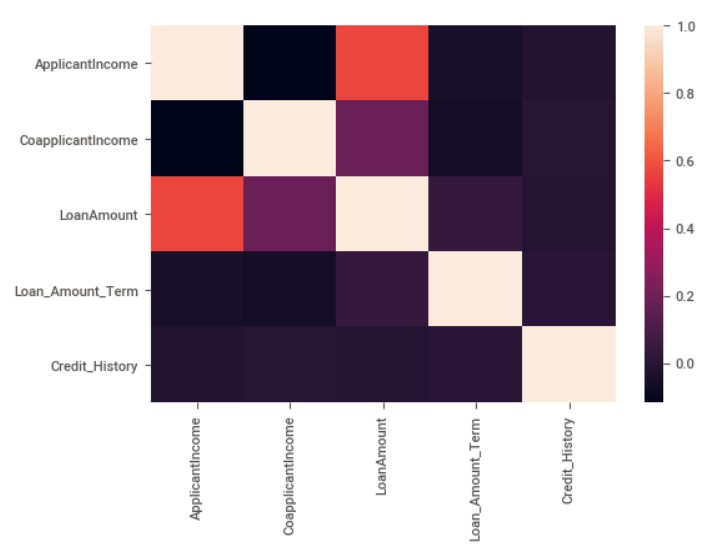 ApplicantIncome
CoapplicantIncome
LoanAmount
Loan_Amount_Term
Credit_History
ApplicantIncome
CoapplicantIncome
LoanAmount
Loan_Amount_Term
Credit_History
1.0
0.8
0.6
0.4
0.2
0.0